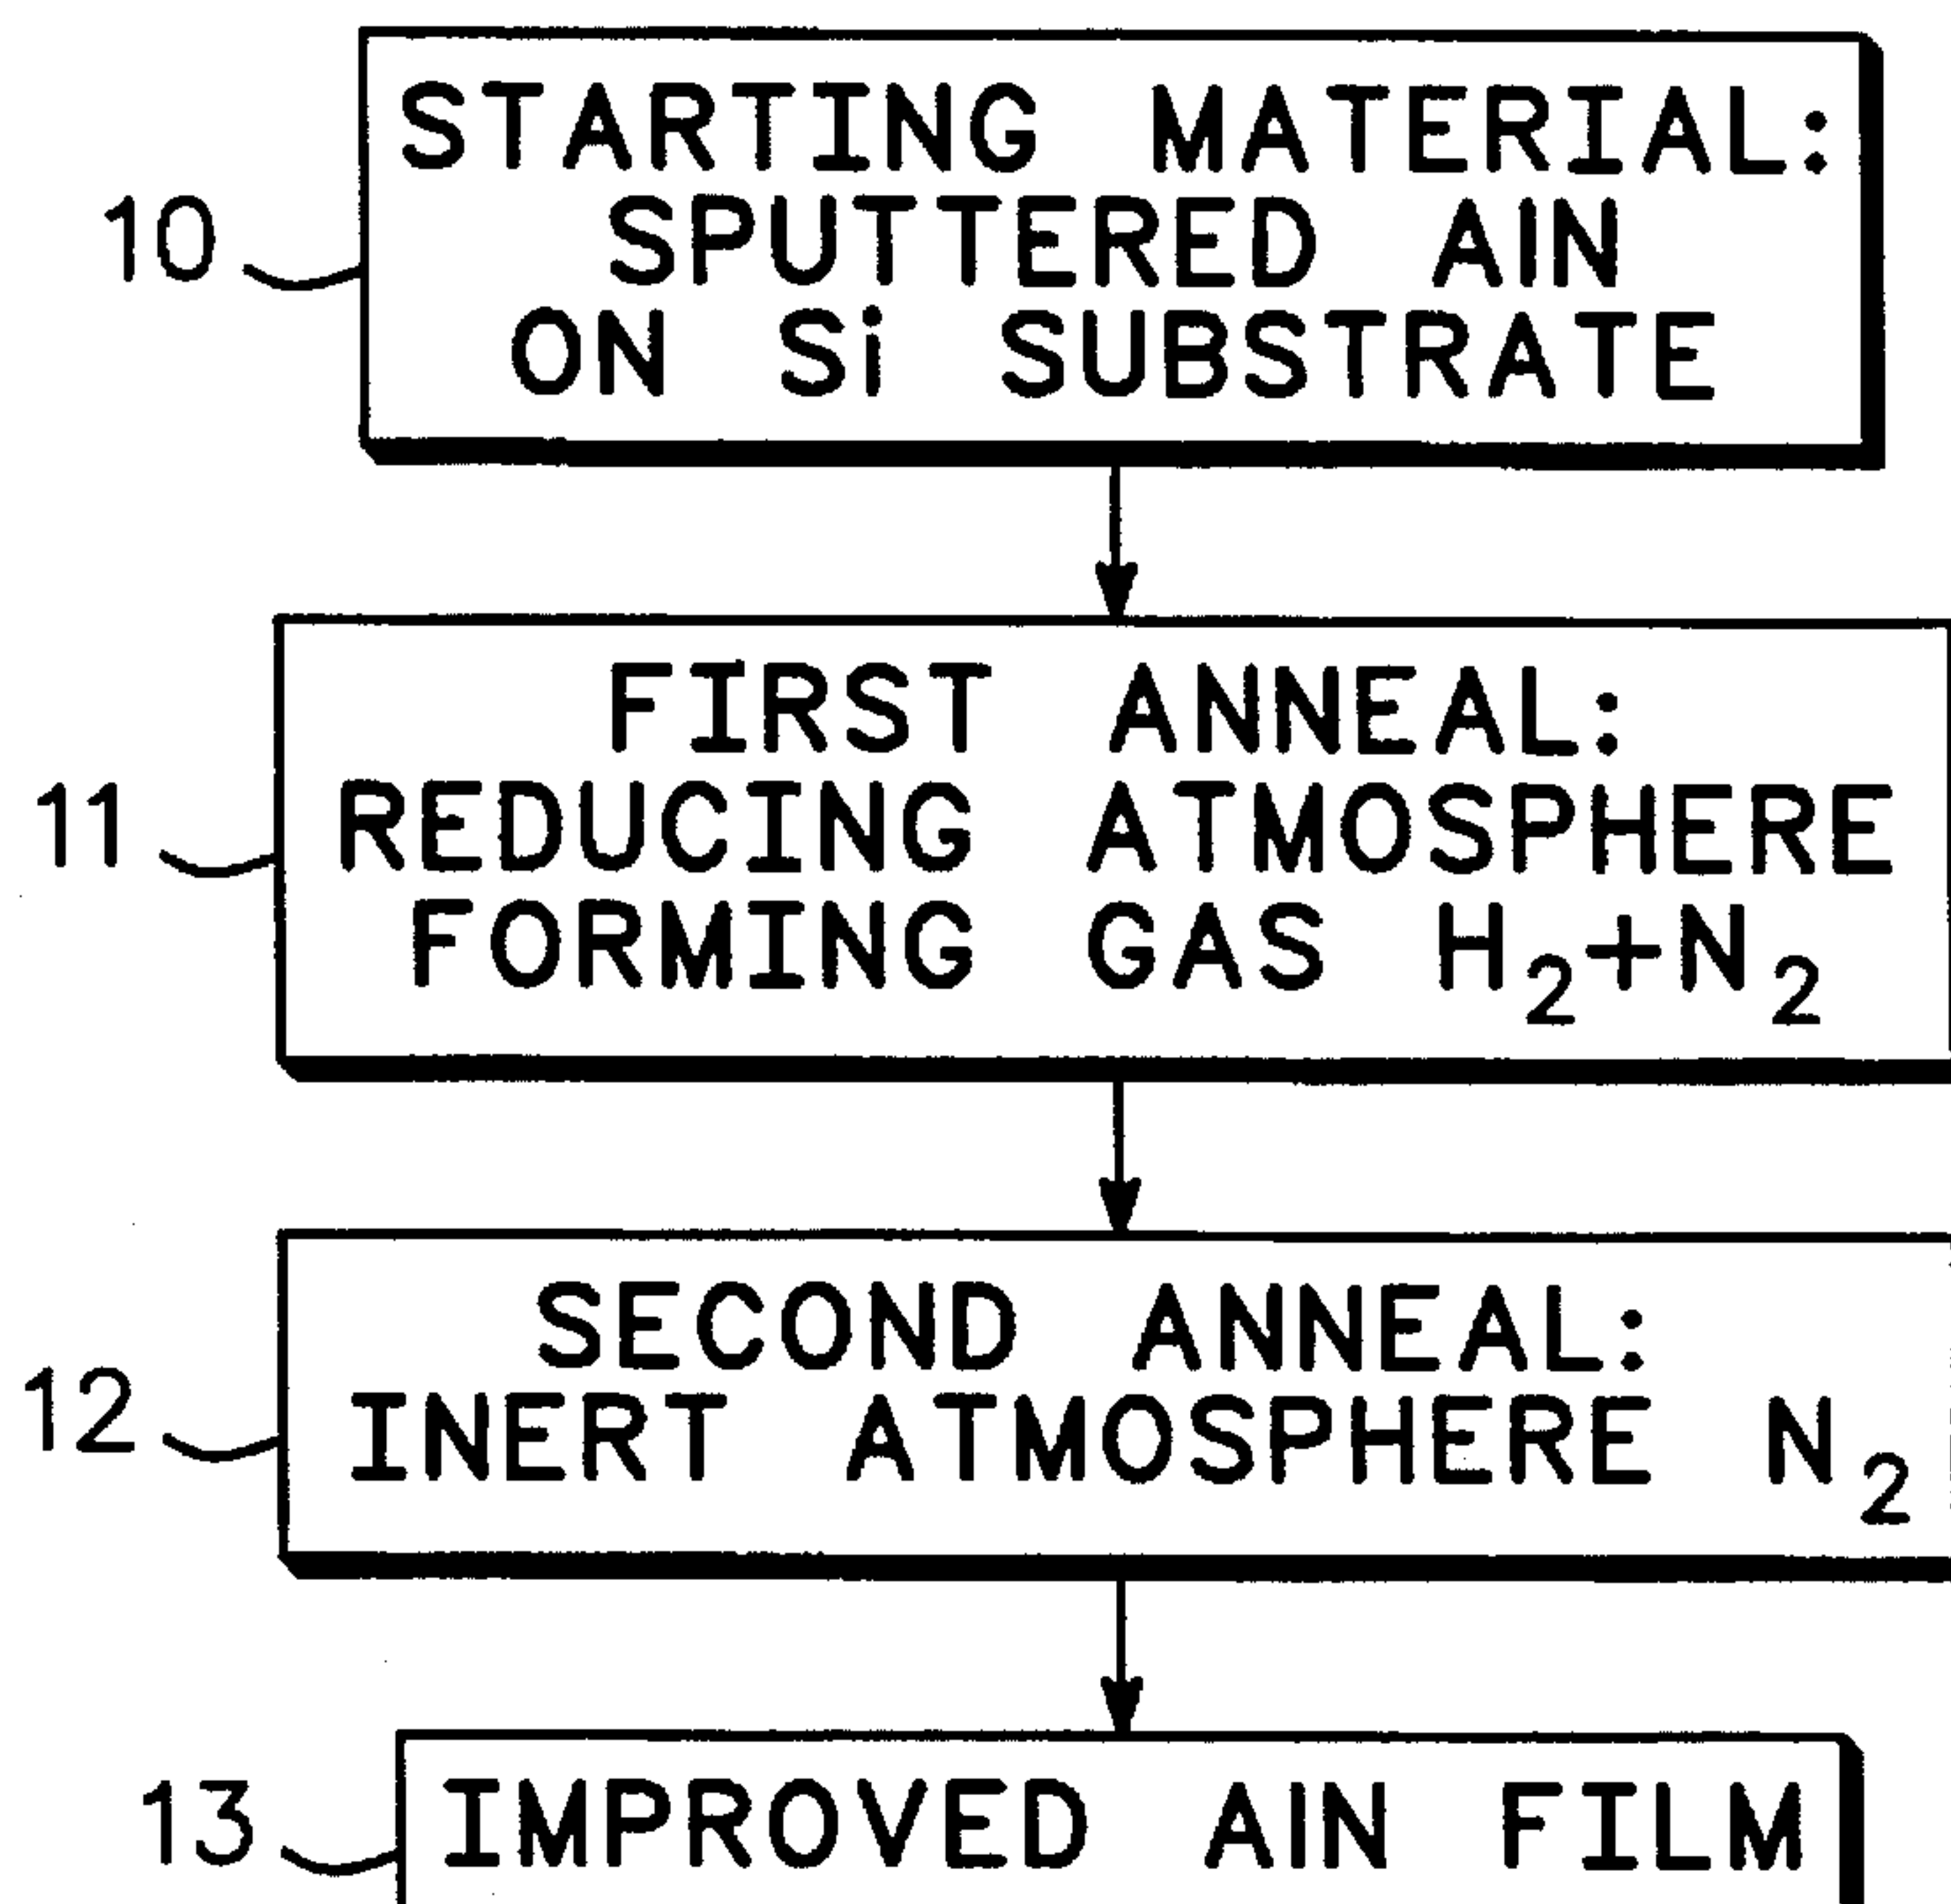 STARTING MATERIAL:
SPUTTERED AlN
10
ON Si SUBSTRATE
FIRST ANNEAL:
11
REDUCING ATMOSPHERE
FORMING GAS H₂+N₂
SECOND ANNEAL:
12
INERT ATMOSPHERE N₂
13
IMPROVED AlN FILM